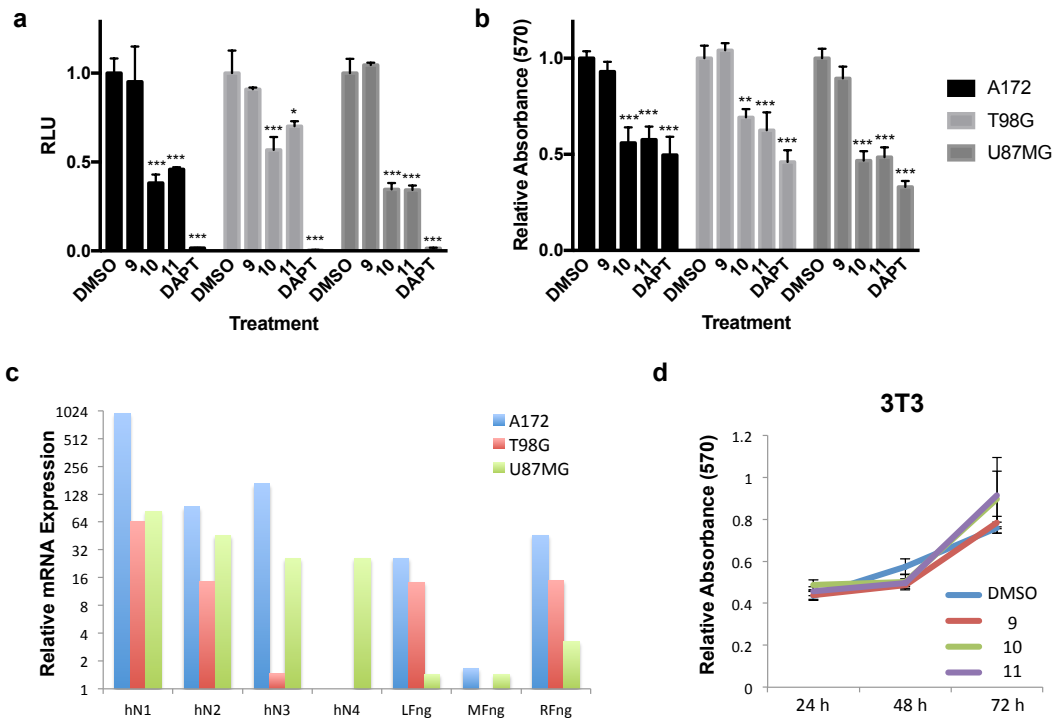 a
RLU
1.0
0.5
0.0
***
***
***
***
*
***
***
***
***
DMSO 9 10 11 DAPT DMSO 9 10 11 DAPT DMSO 9 10 11 DAPT
Treatment
b
Relative Absorbance (570)
1.0
0.5
0.0
***
***
***
**
***
***
***
***
***
DMSO 9 10 11 DAPT DMSO 9 10 11 DAPT DMSO 9 10 11 DAPT
Treatment
A172
T98G
U87MG
c
Relative mRNA Expression
1024
512
256
128
64
32
16
8
4
2
1
hN1 hN2 hN3 hN4 LFng MFng RFng
A172
T98G
U87MG
d
3T3
Relative Absorbance (570)
1.2
1
0.8
0.6
0.4
0.2
0
24 h 48 h 72 h
DMSO
9
10
11